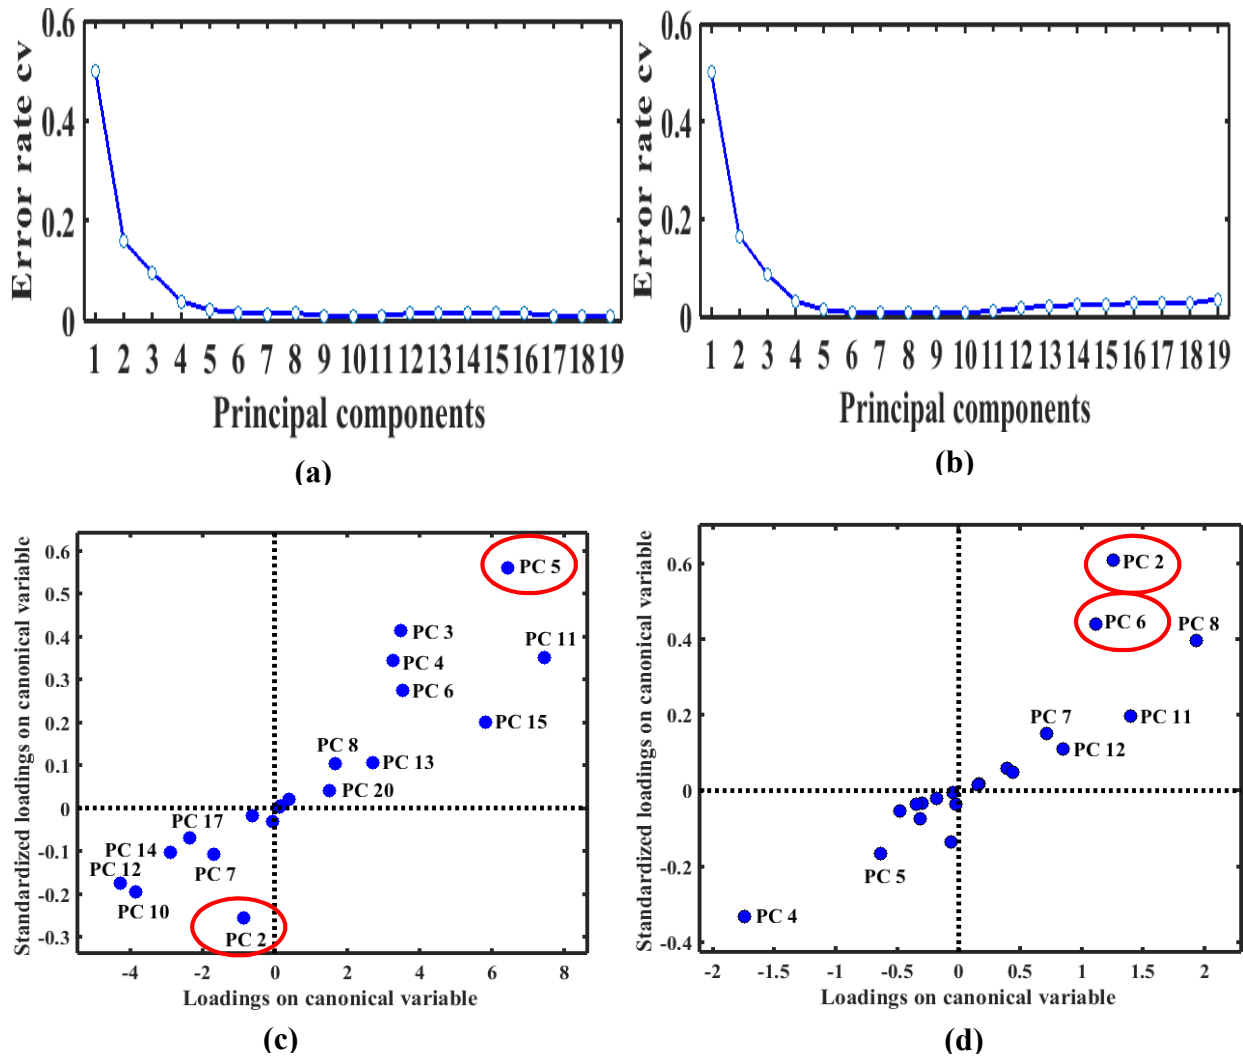 0.6
0.4
0.2
0
Error rate cv
1 2 3 4 5 6 7 8 9 10 11 12 13 14 15 16 17 18 19
Principal components
(a)
0.6
0.4
0.2
0
Error rate cv
1 2 3 4 5 6 7 8 9 10 11 12 13 14 15 16 17 18 19
Principal components
(b)
Standardized loadings on canonical variable
0.6
0.5
0.4
0.3
0.2
0.1
0
-0.1
-0.2
-0.3
PC 5
PC 3
PC 11
PC 4
PC 6
PC 15
PC 8
PC 13
PC 20
PC 17
PC 14
PC 7
PC 12
PC 10
PC 2
-4 -2 0 2 4 6 8
Loadings on canonical variable
(c)
Standardized loadings on canonical variable
0.6
0.4
0.2
0
-0.2
-0.4
PC 2
PC 6
PC 8
PC 7
PC 11
PC 12
PC 5
PC 4
-2 -1.5 -1 -0.5 0 0.5 1 1.5 2
Loadings on canonical variable
(d)